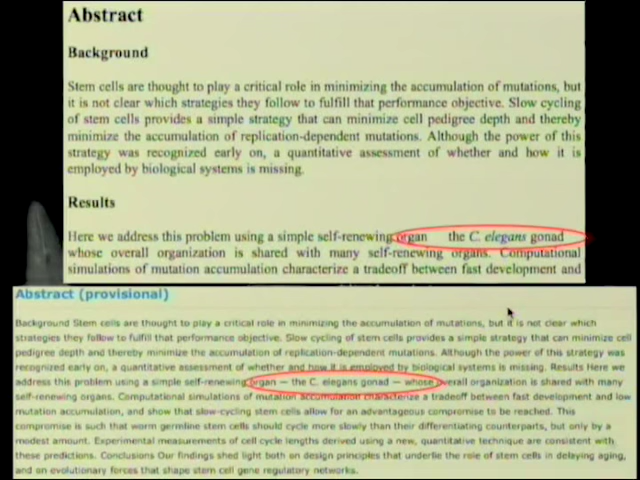 Abstract
Background
Stem cells are thought to play a critical role in minimizing the accumulation of mutations, but
it is not clear which strategies they follow to fulfill that performance objective. Slow cycling
of stem cells provides a simple strategy that can minimize cell pedigree depth and thereby
minimize the accumulation of replication-dependent mutations. Although the power of this
strategy was recognized early on, a quantitative assessment of whether and how it is
employed by biological systems is missing.
Results
Here we address this problem using a simple self-renewing organ the C. elegans gonad
whose overall organization is shared with many self-renewing organs. Computational
simulations of mutation accumulation characterize a tradeoff between fast development and
Abstract (provisional)
Background Stem cells are thought to play a critical role in minimizing the accumulation of mutations, but it is not clear which
strategies they follow to fulfill that performance objective. Slow cycling of stem cells provides a simple strategy that can minimize cell
pedigree depth and thereby minimize the accumulation of replication-dependent mutations. Although the power of this strategy was
recognized early on, a quantitative assessment of whether and how it is employed by biological systems is missing. Results Here we
address this problem using a simple self-renewing organ — the C. elegans gonad — whose overall organization is shared with many
self-renewing organs. Computational simulations of mutation accumulation characterize a tradeoff between fast development and low
mutation accumulation, and show that slow-cycling stem cells allow for an advantageous compromise to be reached. This
compromise is such that worm germline stem cells should cycle more slowly than their differentiating counterparts, but only by a
modest amount. Experimental measurements of cell cycle lengths derived using a new, quantitative technique are consistent with
these predictions. Conclusions Our findings shed light both on design principles that underlie the role of stem cells in delaying aging,
and on evolutionary forces that shape stem cell gene regulatory networks.